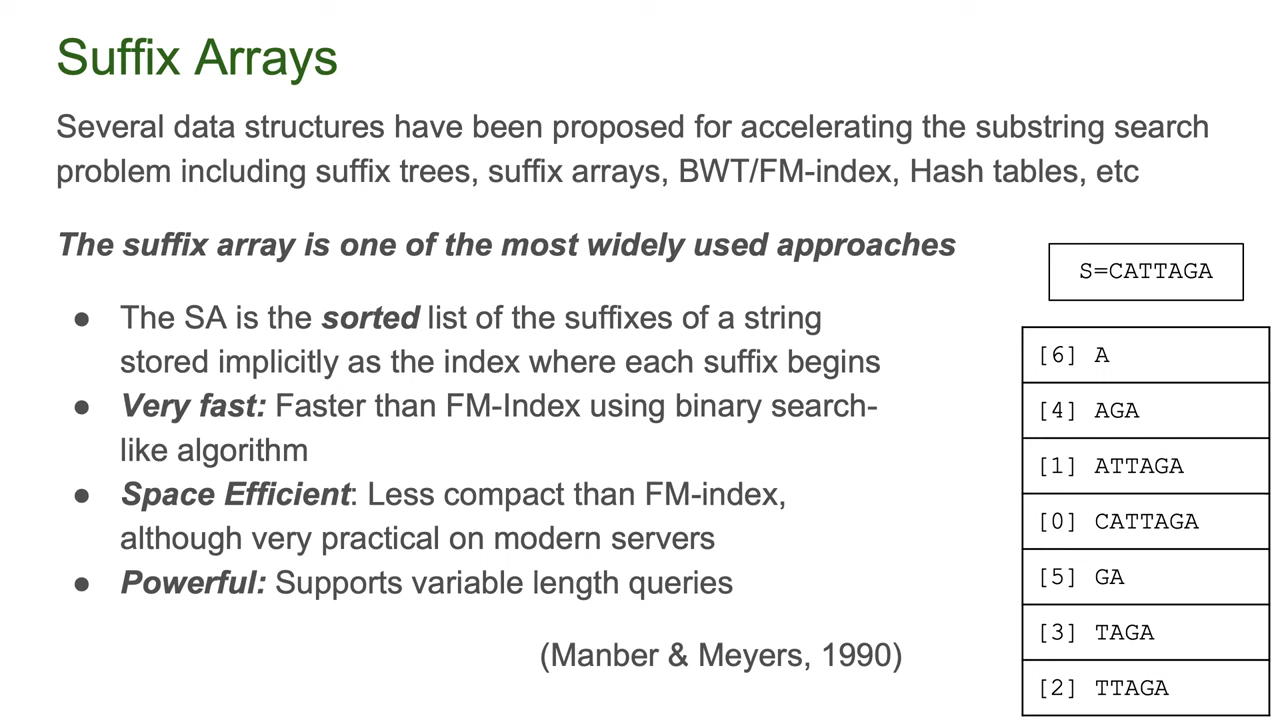 Suffix Arrays
Several data structures have been proposed for accelerating the substring search
problem including suffix trees, suffix arrays, BWT/FM-index, Hash tables, etc
The suffix array is one of the most widely used approaches
● The SA is the sorted list of the suffixes of a string
stored implicitly as the index where each suffix begins
● Very fast: Faster than FM-Index using binary search-
like algorithm
● Space Efficient: Less compact than FM-index,
although very practical on modern servers
● Powerful: Supports variable length queries
(Manber & Meyers, 1990)
S=CATTAGA
[6] A
[4] AGA
[1] ATTAGA
[0] CATTAGA
[5] GA
[3] TAGA
[2] TTAGA